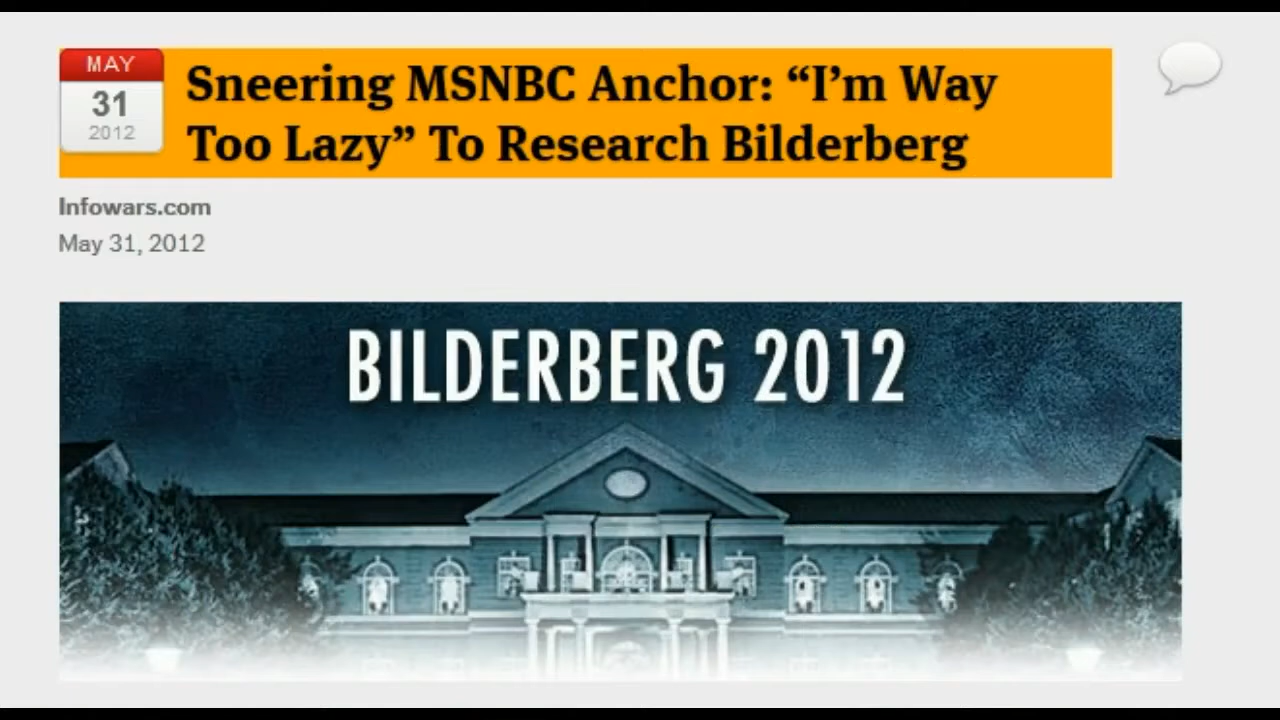 MAY
31
2012
Sneering MSNBC Anchor: “I’m Way
Too Lazy” To Research Bilderberg
Infowars.com
May 31, 2012
BILDERBERG 2012